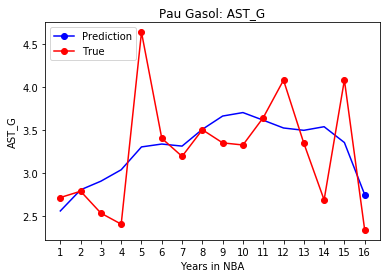 Pau Gasol: AST_G
Prediction
True
4.5
4.0
3.5
3.0
2.5
AST_G
1 2 3 4 5 6 7 8 9 10 11 12 13 14 15 16
Years in NBA